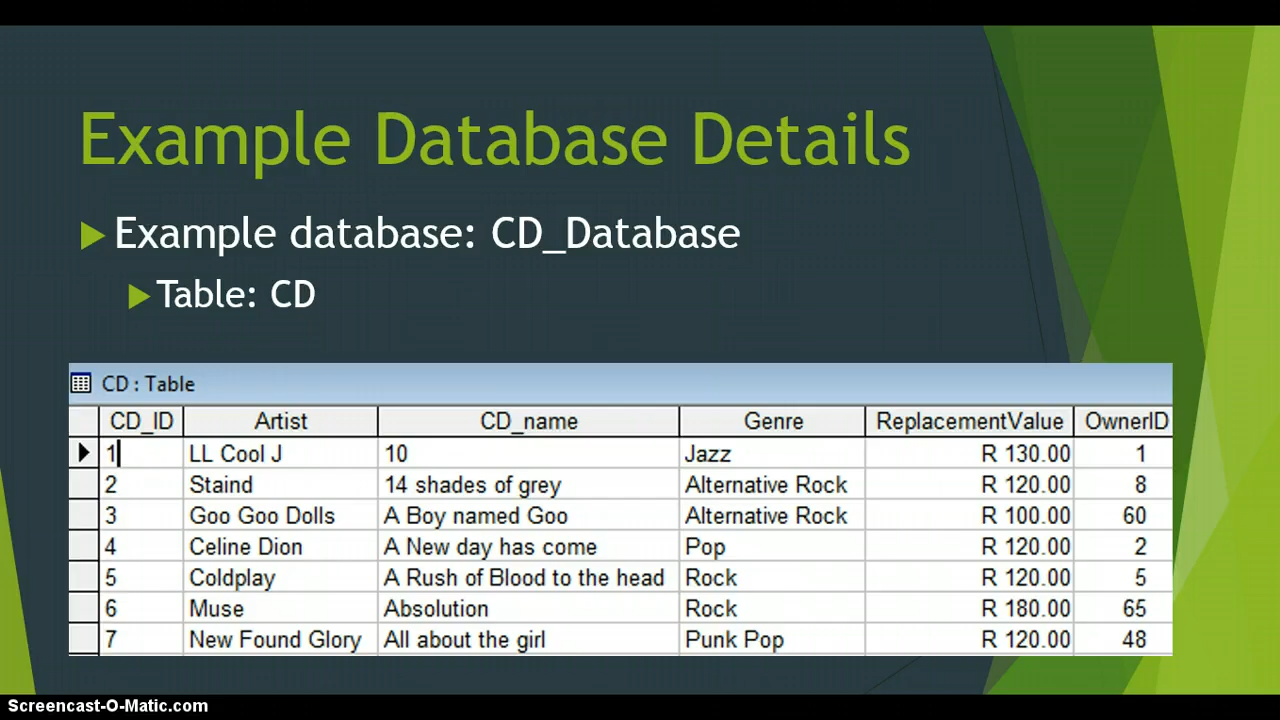 Example Database Details
Example database: CD_Database
Table: CD
CD : Table
CD_ID Artist CD_name Genre ReplacementValue OwnerID
1 LL Cool J 10 Jazz R 130.00 1
2 Staind 14 shades of grey Alternative Rock R 120.00 8
3 Goo Goo Dolls A Boy named Goo Alternative Rock R 100.00 60
4 Celine Dion A New day has come Pop R 120.00 2
5 Coldplay A Rush of Blood to the head Rock R 120.00 5
6 Muse Absolution Rock R 180.00 65
7 New Found Glory All about the girl Punk Pop R 120.00 48
Screencast-O-Matic.com